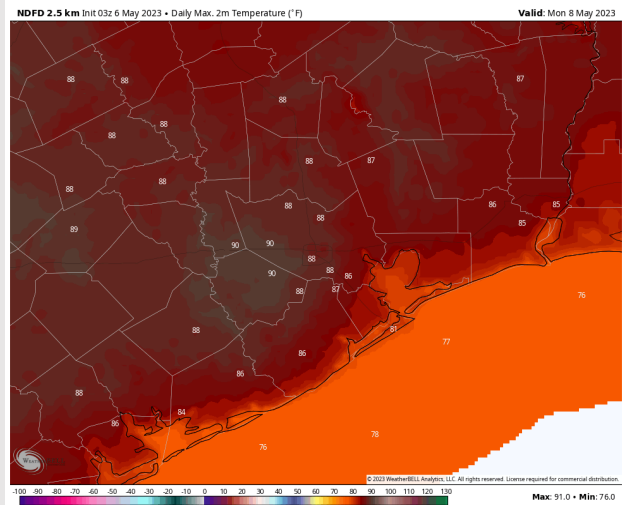 NDFD 2.5 km Init 03z 6 May 2023 • Daily Max. 2m Temperature (°F) Valid: Mon 8 May 2023
88 88 87
88
88
88
88 87
88 88
88 86 85
88 85
89
90 90
88
90 88 86
88 87
76
88 81
77
86
86
88
84
86
78
76
© 2023 WeatherBELL Analytics, LLC. All rights reserved. License required for commercial distribution.
-100 -90 -80 -70 -60 -50 -40 -30 -20 -10 0 10 20 30 40 50 60 70 80 90 100 110 120 130
Max: 91.0 • Min: 76.0